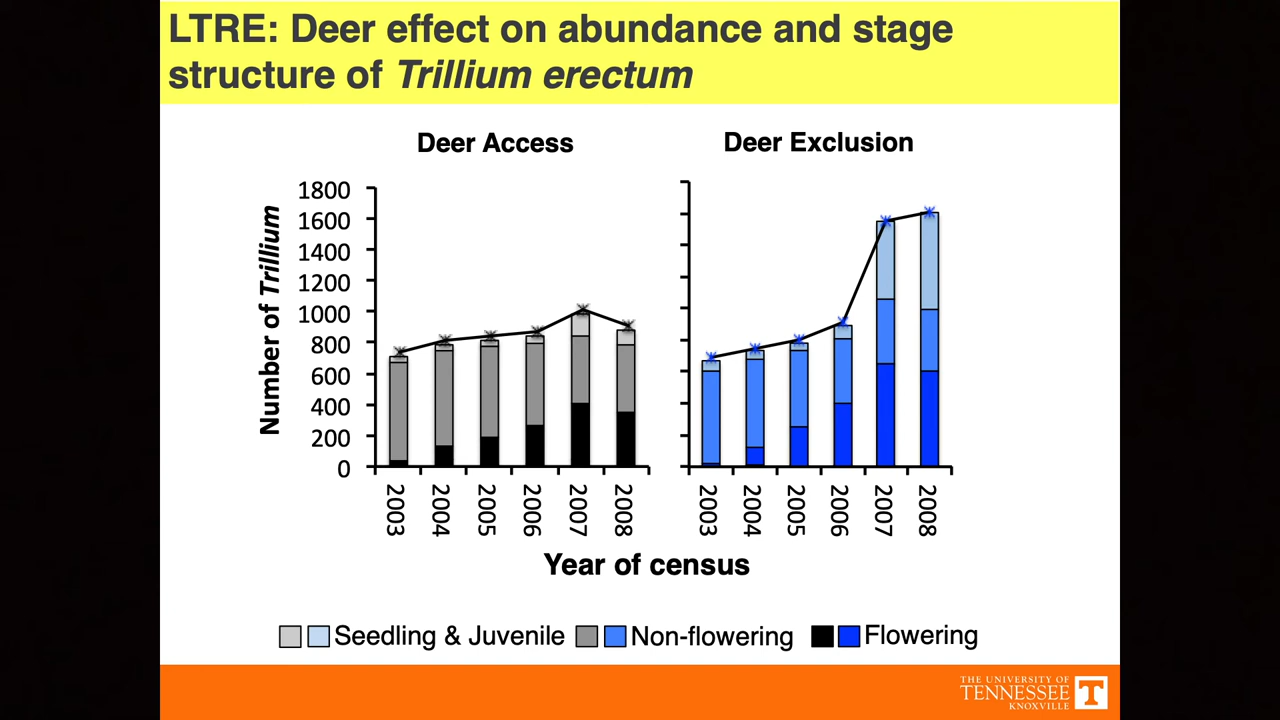 LTRE: Deer effect on abundance and stage
structure of Trillium erectum
Deer Access
Deer Exclusion
Number of Trillium
1800
1600
1400
1200
1000
800
600
400
200
0
2003
2004
2005
2006
2007
2008
2003
2004
2005
2006
2007
2008
Year of census
Seedling & Juvenile
Non-flowering
Flowering
THE UNIVERSITY OF
TENNESSEE
KNOXVILLE
T